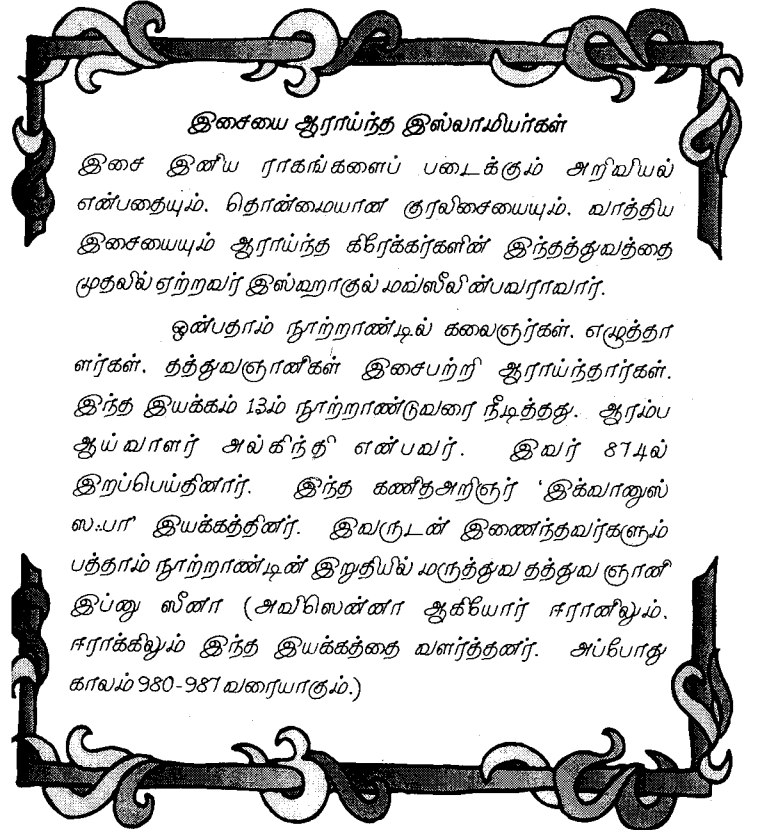 இசையை ஆராய்ந்த இஸ்லாமியர்கள்
இசை இனிய ராகங்களைப் படைக்கும் அறிவியல்
என்பதையும். தொன்மையான குரலிசையையும். வாத்திய
இசையையும் ஆராய்ந்த கிரேக்கர்களின் இந்தத்துவத்தை
முதலில் ஏற்றவர் இஸ்ஹாகுல் மவ்ஸீலின்பவராவார்.
ஒன்பதாம் நூற்றாண்டில் கலைஞர்கள். எழுத்தா
ளர்கள். தத்துவஞானிகள் இசைபற்றி ஆராய்ந்தார்கள்.
இந்த இயக்கம் 13ம் நூற்றாண்டுவரை நீடித்தது. ஆரம்ப
ஆய்வாளர் அல்கிந்தி என்பவர். இவர் 874ல்
இறப்பெய்தினார். இந்த கணிதஅறிஞர் ‘இக்வானுஸ்
ஸஃபா’ இயக்கத்தினர். இவருடன் இணைந்தவர்களும்
பத்தாம் நூற்றாண்டின் இறுதியில் மருத்துவ தத்துவ ஞானி
இப்னு ஸீனா (அவிஸென்னா ஆகியோர் ஈரானிலும்.
ஈராக்கிலும் இந்த இயக்கத்தை வளர்த்தனர். அப்போது
காலம் 980-987 வரையாகும்.)